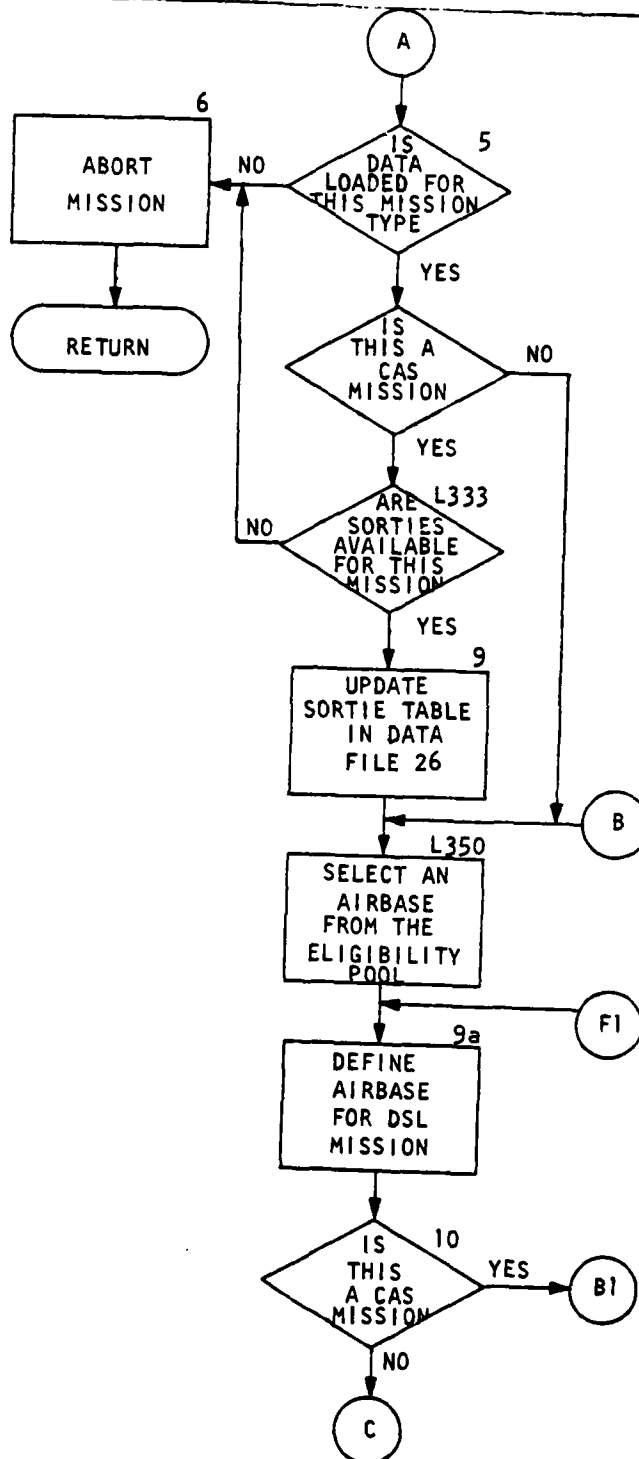 A
5
IS
DATA
LOADED FOR
THIS MISSION
TYPE
NO
6
ABORT
MISSION
RETURN
YES
IS
THIS A
CAS
MISSION
NO
YES
L333
ARE
SORTIES
AVAILABLE
FOR THIS
MISSION
NO
YES
9
UPDATE
SORTIE TABLE
IN DATA
FILE 26
B
L350
SELECT AN
AIRBASE
FROM THE
ELIGIBILITY
POOL
F1
9a
DEFINE
AIRBASE
FOR DSL
MISSION
10
IS
THIS
A CAS
MISSION
YES
B1
NO
C